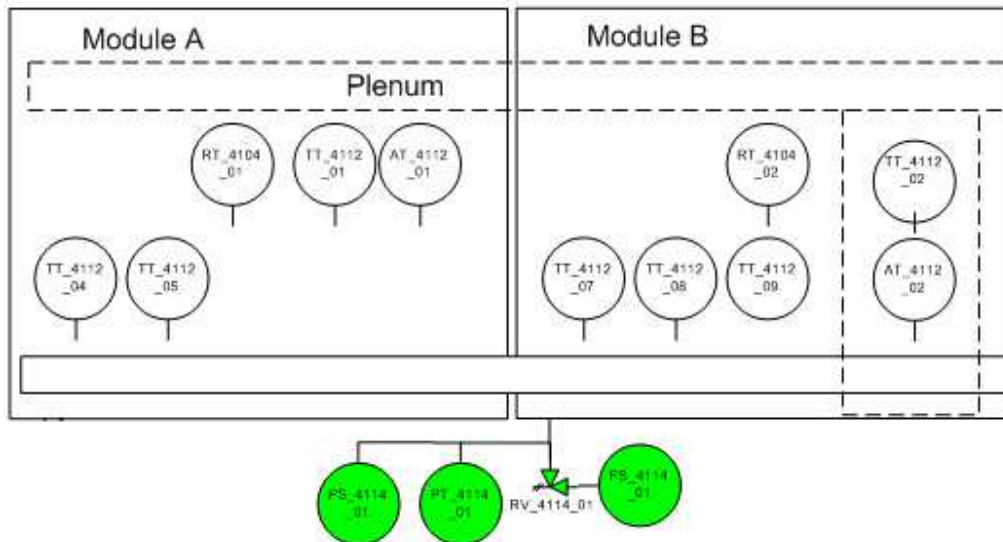 Module A
Module B
Plenum
RT_4104
_01
TT_4112
_01
AT_4112
_01
RT_4104
_02
TT_4112
_02
TT_4112
_04
TT_4112
_05
TT_4112
_07
TT_4112
_08
TT_4112
_09
AT_4112
_02
PS_4114
_01
PT_4114
_01
RV_4114_01
FS_4114
_01